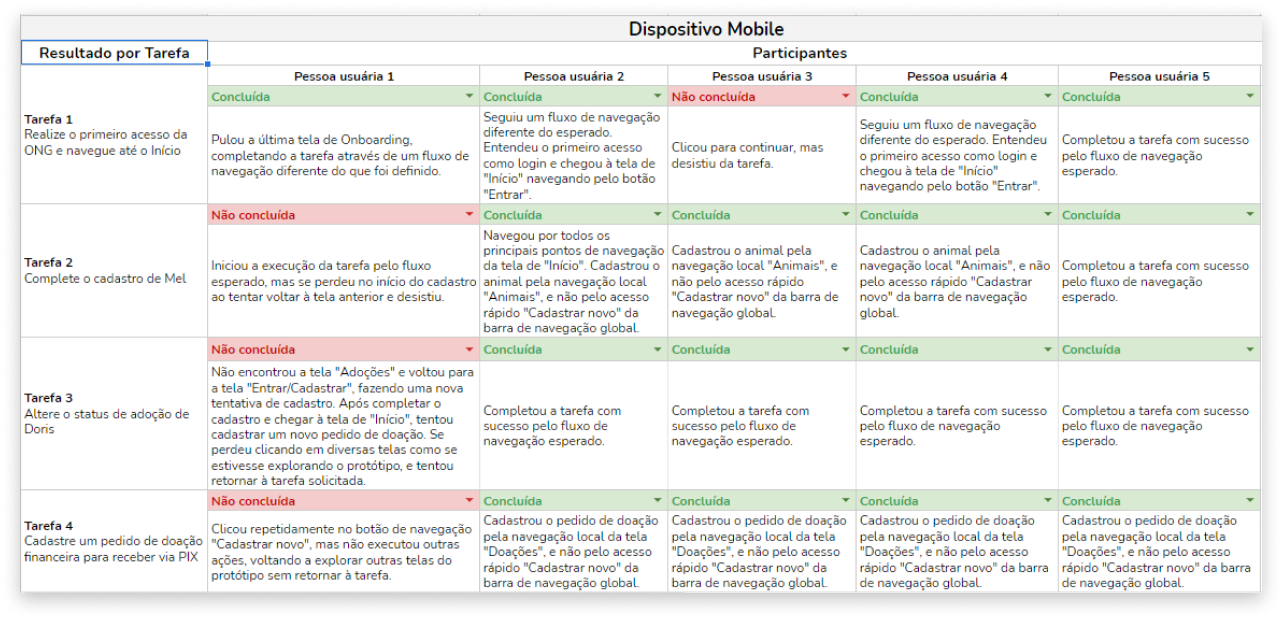 Dispositivo Mobile
Resultado por Tarefa
Participantes
Pessoa usuária 1
Pessoa usuária 2
Pessoa usuária 3
Pessoa usuária 4
Pessoa usuária 5
Tarefa 1
Realize o primeiro acesso da
ONG e navegue até o Início
Concluída
Pulou a última tela de Onboarding,
completando a tarefa através de um fluxo de
navegação diferente do que foi definido.
Concluída
Seguiu um fluxo de navegação
diferente do esperado.
Entendeu o primeiro acesso
como login e chegou à tela de
"Início" navegando pelo botão
"Entrar".
Não concluída
Clicou para continuar, mas
desistiu da tarefa.
Concluída
Seguiu um fluxo de navegação
diferente do esperado. Entendeu
o primeiro acesso como login e
chegou à tela de "Início"
navegando pelo botão "Entrar".
Concluída
Completou a tarefa com sucesso
pelo fluxo de navegação
esperado.
Tarefa 2
Complete o cadastro de Mel
Não concluída
Iniciou a execução da tarefa pelo fluxo
esperado, mas se perdeu no início do cadastro
ao tentar voltar à tela anterior e desistiu.
Concluída
Navegou por todos os
principais pontos de navegação
da tela de "Início". Cadastrou o
animal pela navegação local
"Animais", e não pelo acesso
rápido "Cadastrar novo" da
barra de navegação global.
Concluída
Cadastrou o animal pela
navegação local "Animais", e
não pelo acesso rápido
"Cadastrar novo" da barra de
navegação global.
Concluída
Cadastrou o animal pela
navegação local "Animais", e não
pelo acesso rápido "Cadastrar
novo" da barra de navegação
global.
Concluída
Completou a tarefa com sucesso
pelo fluxo de navegação
esperado.
Tarefa 3
Altere o status de adoção de
Doris
Não concluída
Não encontrou a tela "Adoções" e voltou para
a tela "Entrar/Cadastrar", fazendo uma nova
tentativa de cadastro. Após completar o
cadastro e chegar à tela de "Início", tentou
cadastrar um novo pedido de doação. Se
perdeu clicando em diversas telas como se
estivesse explorando o protótipo, e tentou
retornar à tarefa solicitada.
Concluída
Completou a tarefa com
sucesso pelo fluxo de
navegação esperado.
Concluída
Completou a tarefa com
sucesso pelo fluxo de
navegação esperado.
Concluída
Completou a tarefa com sucesso
pelo fluxo de navegação
esperado.
Concluída
Completou a tarefa com sucesso
pelo fluxo de navegação
esperado.
Tarefa 4
Cadastre um pedido de doação
financeira para receber via PIX
Não concluída
Clicou repetidamente no botão de navegação
"Cadastrar novo", mas não executou outras
ações, voltando a explorar outras telas do
protótipo sem retornar à tarefa.
Concluída
Cadastrou o pedido de doação
pela navegação local da tela
"Doações", e não pelo acesso
rápido "Cadastrar novo" da
barra de navegação global.
Concluída
Cadastrou o pedido de doação
pela navegação local da tela
"Doações", e não pelo acesso
rápido "Cadastrar novo" da
barra de navegação global.
Concluída
Cadastrou o pedido de doação
pela navegação local da tela
"Doações", e não pelo acesso
rápido "Cadastrar novo" da barra
de navegação global.
Concluída
Cadastrou o pedido de doação
pela navegação local da tela
"Doações", e não pelo acesso
rápido "Cadastrar novo" da barra
de navegação global.